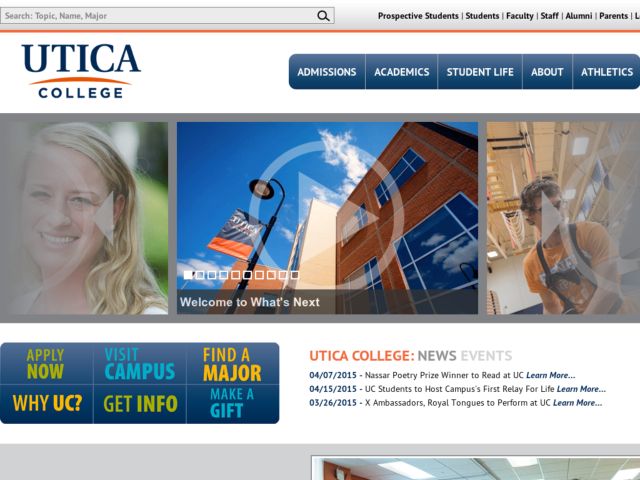 Search: Topic, Name, Major
Prospective Students | Students | Faculty | Staff | Alumni | Parents | L
UTICA
COLLEGE
ADMISSIONS
ACADEMICS
STUDENT LIFE
ABOUT
ATHLETICS
UTICA
Welcome to What's Next
APPLY
NOW
VISIT
CAMPUS
FIND A
MAJOR
WHY UC?
GET INFO
MAKE A
GIFT
UTICA COLLEGE: NEWS EVENTS
04/07/2015 - Nassar Poetry Prize Winner to Read at UC Learn More...
04/15/2015 - UC Students to Host Campus's First Relay For Life Learn More...
03/26/2015 - X Ambassadors, Royal Tongues to Perform at UC Learn More...